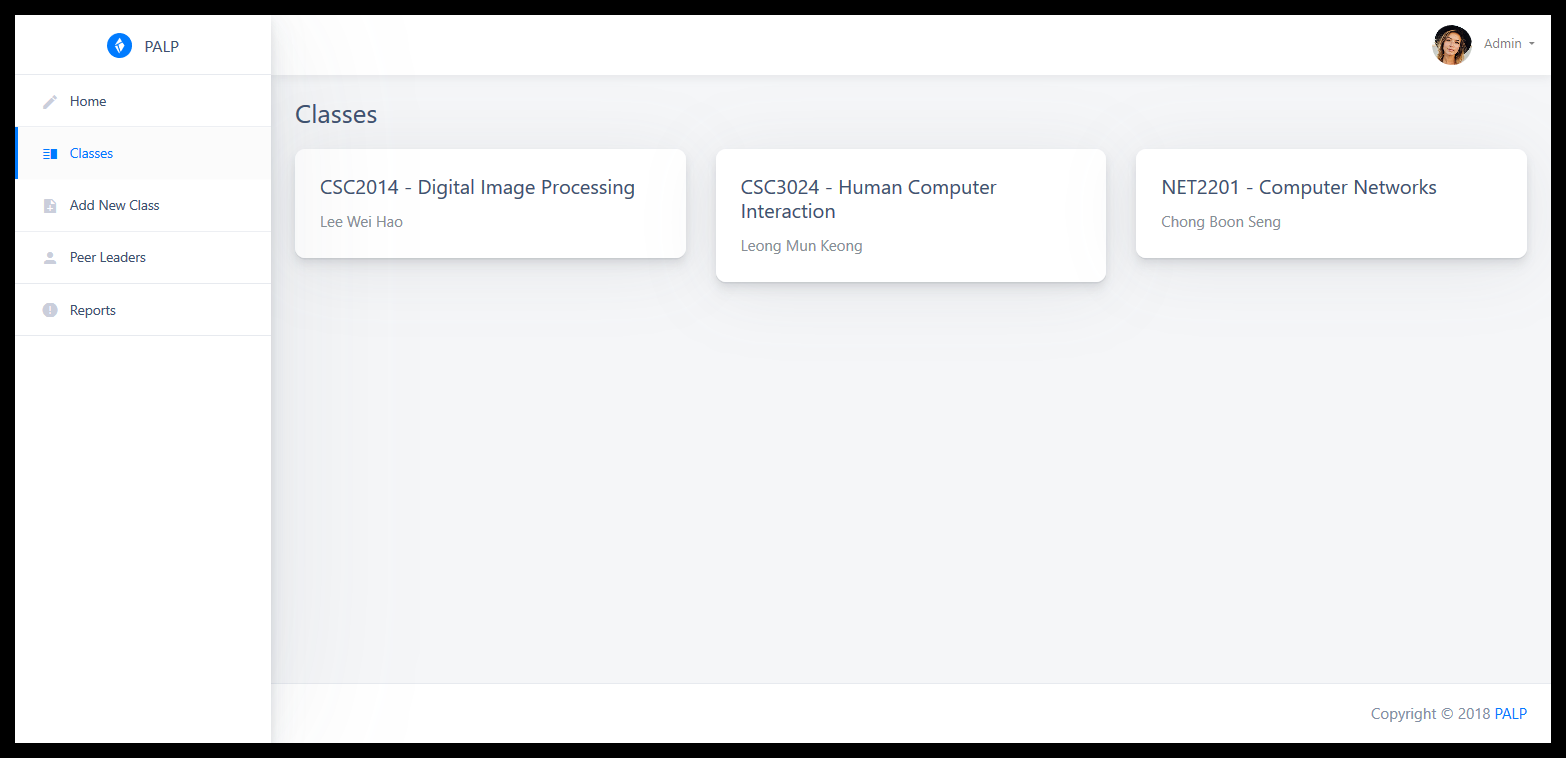 PALP
Admin
Home
Classes
Add New Class
Peer Leaders
Reports
Classes
CSC2014 - Digital Image Processing
Lee Wei Hao
CSC3024 - Human Computer
Interaction
Leong Mun Keong
NET2201 - Computer Networks
Chong Boon Seng
Copyright © 2018 PALP